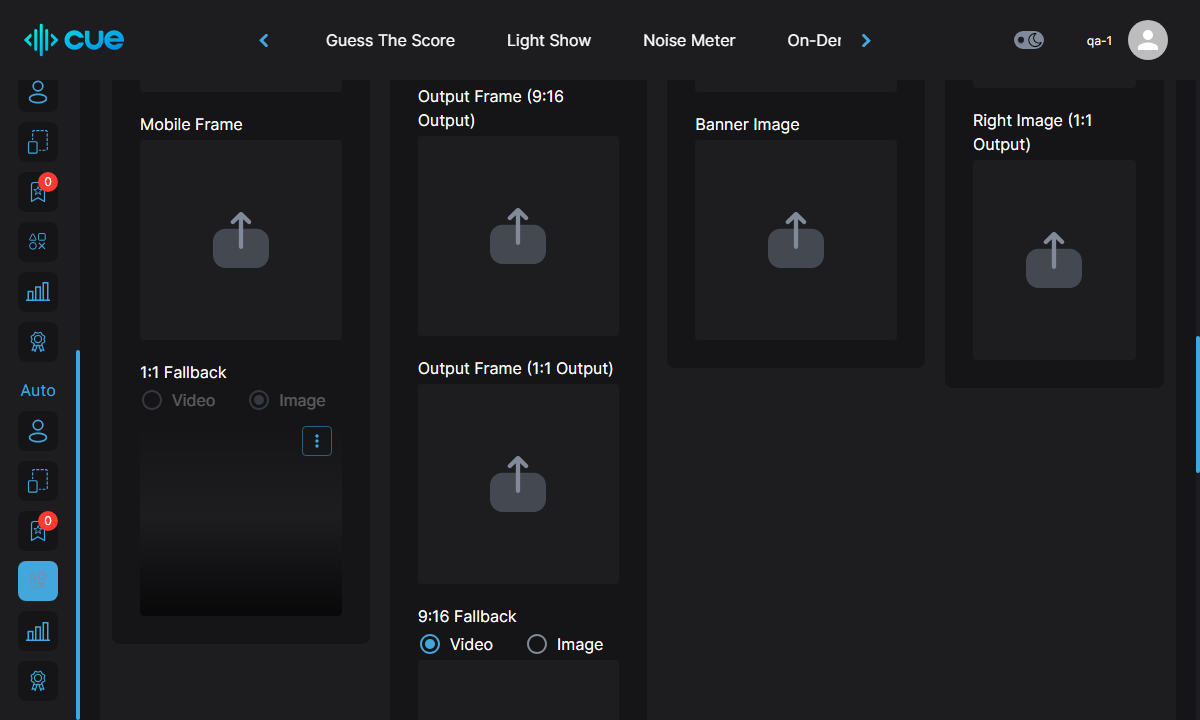 cue
Guess The Score
Light Show
Noise Meter
On-Der
qa-1
0
Auto
0
Mobile Frame
1:1 Fallback
Video
Image
Output Frame (9:16
Output)
Output Frame (1:1 Output)
9:16 Fallback
Video
Image
Banner Image
Right Image (1:1
Output)